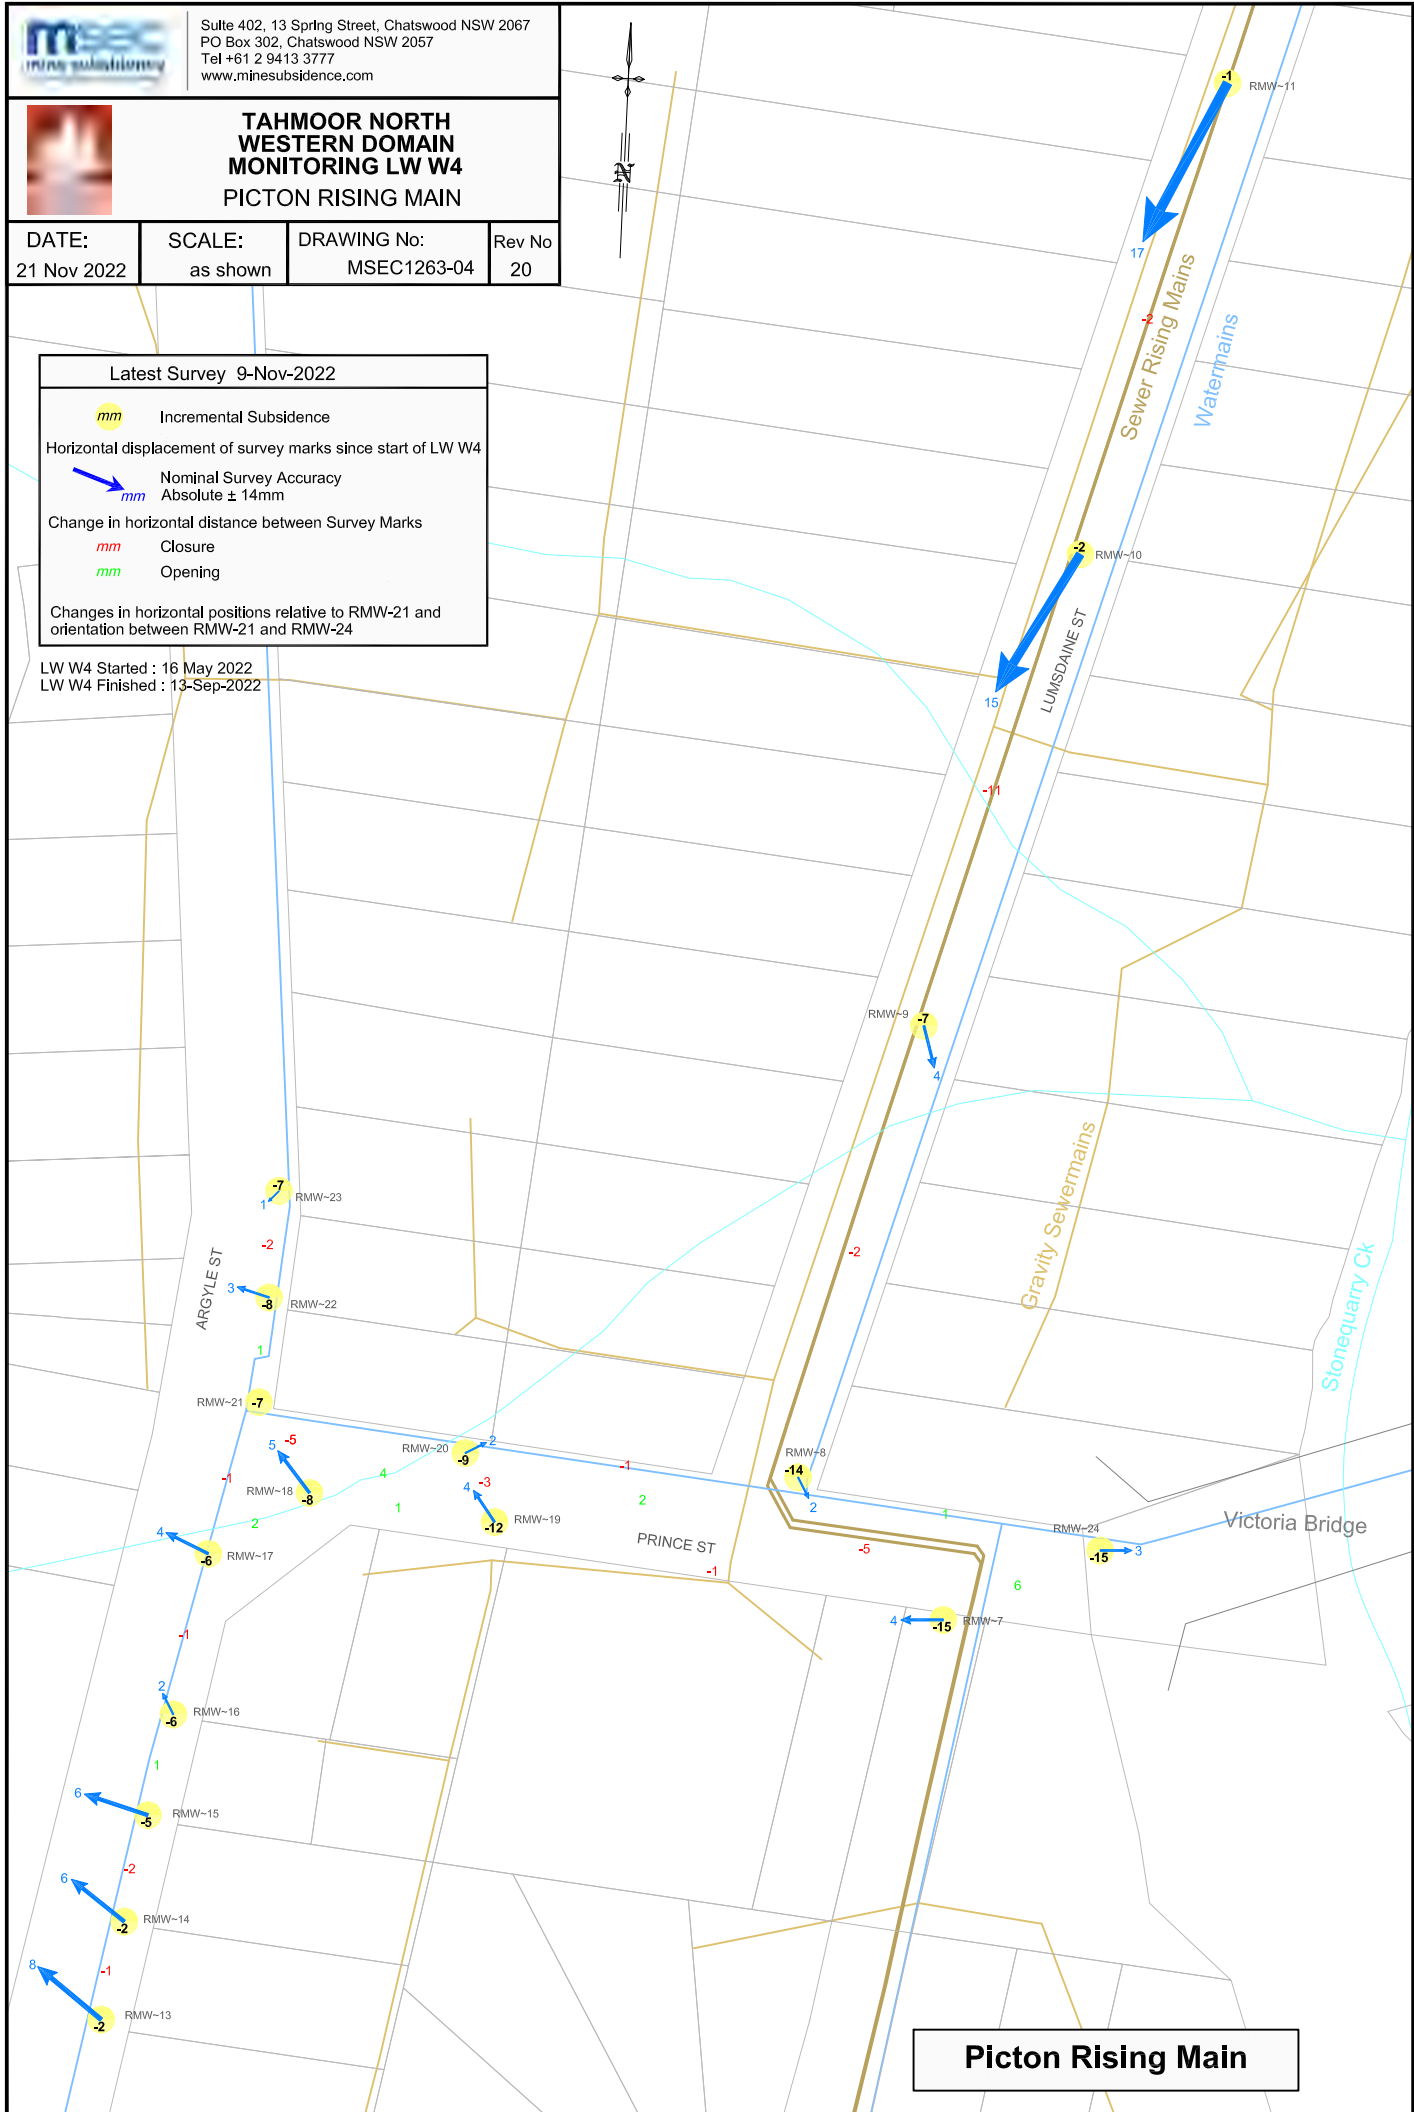 msec
mine subsidence
Suite 402, 13 Spring Street, Chatswood NSW 2067
PO Box 302, Chatswood NSW 2057
Tel +61 2 9413 3777
www.minesubsidence.com
TAHMOOR NORTH
WESTERN DOMAIN
MONITORING LW W4
PICTON RISING MAIN
DATE:
21 Nov 2022
SCALE:
as shown
DRAWING No:
MSEC1263-04
Rev No
20
N
Latest Survey 9-Nov-2022
mm Incremental Subsidence
Horizontal displacement of survey marks since start of LW W4
mm Nominal Survey Accuracy
Absolute ± 14mm
Change in horizontal distance between Survey Marks
mm Closure
mm Opening
Changes in horizontal positions relative to RMW-21 and
orientation between RMW-21 and RMW-24
LW W4 Started : 16 May 2022
LW W4 Finished : 13-Sep-2022
-1 RMW~11
17
-2
Sewer Rising Mains
Watermains
-2 RMW~10
15
LUMSDAINE ST
-11
RMW~9 -7
4
Gravity Sewermains
Stonequarry Ck
-7 RMW~23
1
-2
ARGYLE ST
3
-8 RMW~22
1
-2
RMW~21 -7
5
-5
RMW~18 -8
-1
4
1
2
RMW~20 -9
2
-3
4
-12 RMW~19
-1
2
PRINCE ST
-1
RMW~8
-14
2
1
-5
RMW~24
-15
3
Victoria Bridge
6
4
-15 RMW~7
4
-6 RMW~17
-1
2
-6 RMW~16
1
6
-5 RMW~15
-2
6
-2 RMW~14
-1
8
-2 RMW~13
Picton Rising Main